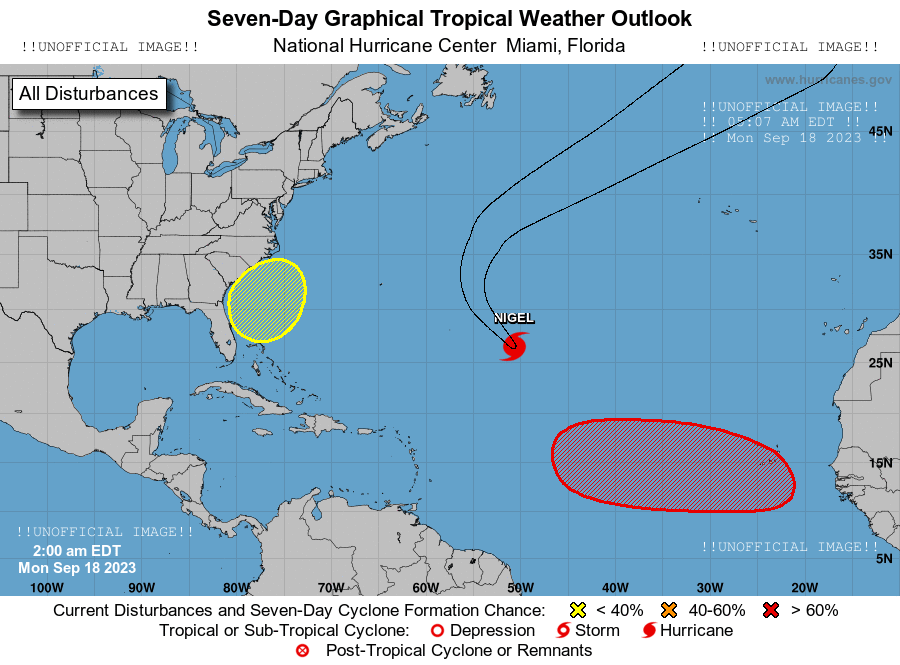 Seven-Day Graphical Tropical Weather Outlook
!!UNOFFICIAL IMAGE!! National Hurricane Center Miami, Florida !!UNOFFICIAL IMAGE!!
www.hurricanes.gov
All Disturbances
!!UNOFFICIAL IMAGE!!
!! 05:07 AM EDT !!
!! Mon Sep 18 2023 !!
45N
35N
NIGEL
25N
15N
!!UNOFFICIAL IMAGE!!
2:00 am EDT
Mon Sep 18 2023
!!UNOFFICIAL IMAGE!!
5N
100W 90W 80W 70W 60W 50W 40W 30W 20W
Current Disturbances and Seven-Day Cyclone Formation Chance: < 40% 40-60% > 60%
Tropical or Sub-Tropical Cyclone: Depression Storm Hurricane
Post-Tropical Cyclone or Remnants